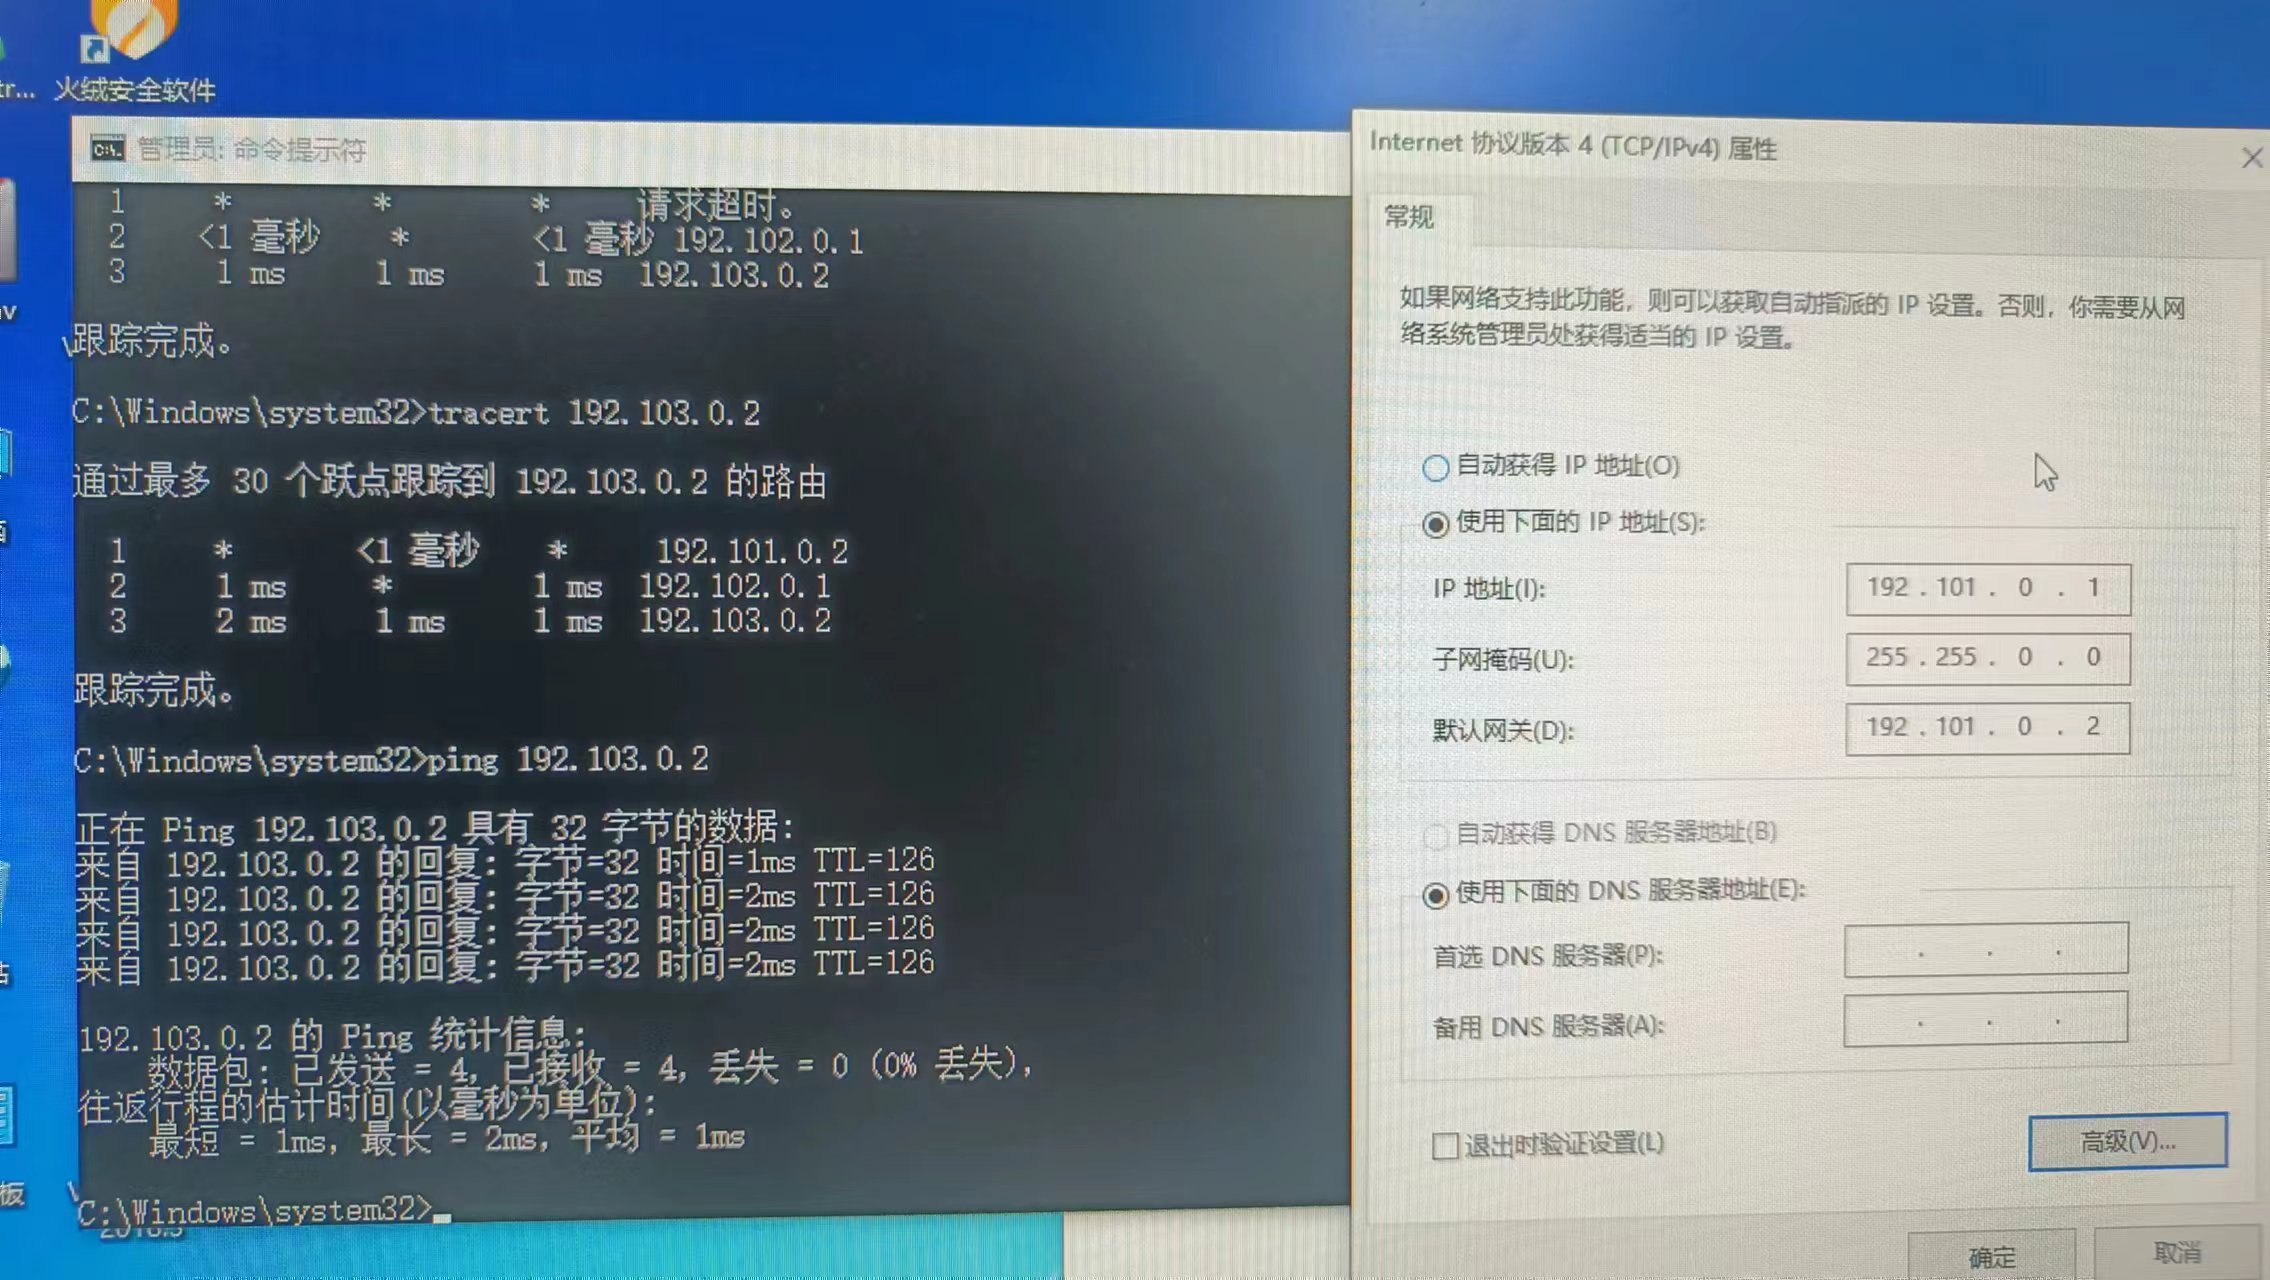 tr...
火绒安全软件
管理员: 命令提示符
1 * * * 请求超时。
2 <1 毫秒 * <1 毫秒 192.102.0.1
3 1 ms 1 ms 1 ms 192.103.0.2
跟踪完成。
C:\Windows\system32>tracert 192.103.0.2
通过最多 30 个跃点跟踪到 192.103.0.2 的路由
1 * <1 毫秒 * 192.101.0.2
2 1 ms * 1 ms 192.102.0.1
3 2 ms 1 ms 1 ms 192.103.0.2
跟踪完成。
C:\Windows\system32>ping 192.103.0.2
正在 Ping 192.103.0.2 具有 32 字节的数据:
来自 192.103.0.2 的回复: 字节=32 时间=1ms TTL=126
来自 192.103.0.2 的回复: 字节=32 时间=2ms TTL=126
来自 192.103.0.2 的回复: 字节=32 时间=2ms TTL=126
来自 192.103.0.2 的回复: 字节=32 时间=2ms TTL=126
192.103.0.2 的 Ping 统计信息:
数据包: 已发送 = 4, 已接收 = 4, 丢失 = 0 (0% 丢失),
往返行程的估计时间(以毫秒为单位):
最短 = 1ms, 最长 = 2ms, 平均 = 1ms
C:\Windows\system32>
板
Internet 协议版本 4 (TCP/IPv4) 属性
常规
如果网络支持此功能，则可以获取自动指派的 IP 设置。否则，你需要从网
络系统管理员处获得适当的 IP 设置。
自动获得 IP 地址(O)
使用下面的 IP 地址(S):
IP 地址(I): 192 . 101 . 0 . 1
子网掩码(U): 255 . 255 . 0 . 0
默认网关(D): 192 . 101 . 0 . 2
自动获得 DNS 服务器地址(B)
使用下面的 DNS 服务器地址(E):
首选 DNS 服务器(P): . . .
备用 DNS 服务器(A): . . .
退出时验证设置(L)
高级(V)...
确定
取消